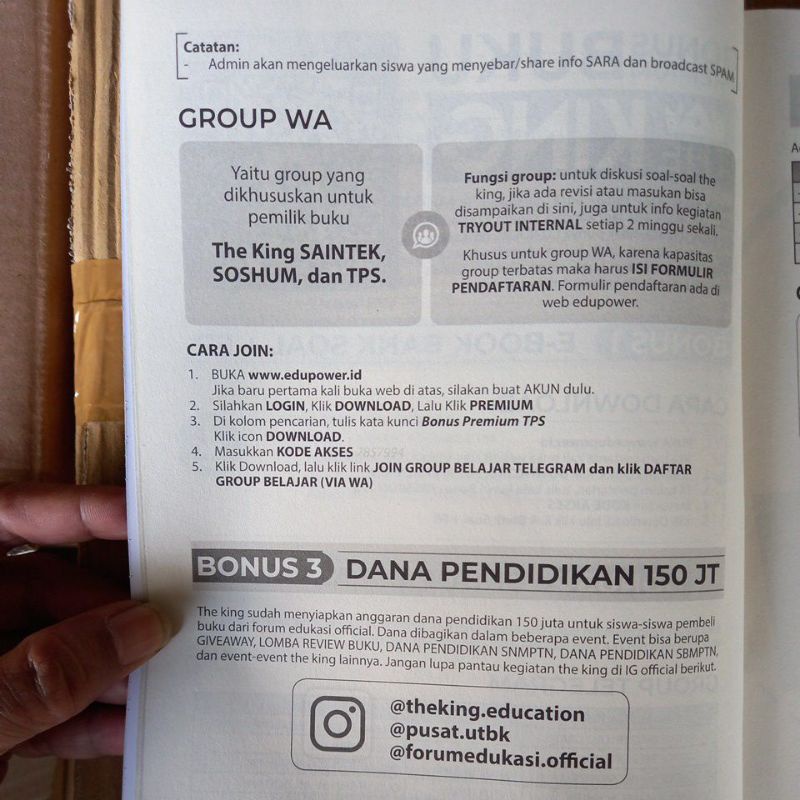 Catatan:
- Admin akan mengeluarkan siswa yang menyebar/share info SARA dan broadcast SPAM
GROUP WA
Yaitu group yang
dikhususkan untuk
pemilik buku
The King SAINTEK,
SOSHUM, dan TPS.
Fungsi group: untuk diskusi soal-soal the
king, jika ada revisi atau masukan bisa
disampaikan di sini, juga untuk info kegiatan
TRYOUT INTERNAL setiap 2 minggu sekali.
Khusus untuk group WA, karena kapasitas
group terbatas maka harus ISI FORMULIR
PENDAFTARAN. Formulir pendaftaran ada di
web edupower.
CARA JOIN:
1. BUKA www.edupower.id
Jika baru pertama kali buka web di atas, silakan buat AKUN dulu.
2. Silahkan LOGIN, Klik DOWNLOAD, Lalu Klik PREMIUM
3. Di kolom pencarian, tulis kata kunci Bonus Premium TPS
Klik icon DOWNLOAD.
4. Masukkan KODE AKSES
5. Klik Download, lalu klik link JOIN GROUP BELAJAR TELEGRAM dan klik DAFTAR
GROUP BELAJAR (VIA WA)
BONUS 3 DANA PENDIDIKAN 150 JT
The king sudah menyiapkan anggaran dana pendidikan 150 juta untuk siswa-siswa pembeli
buku dari forum edukasi official. Dana dibagikan dalam beberapa event. Event bisa berupa
GIVEAWAY, LOMBA REVIEW BUKU, DANA PENDIDIKAN SNMPTN, DANA PENDIDIKAN SBMPTN,
dan event-event the king lainnya. Jangan lupa pantau kegiatan the king di IG official berikut.
@theking.education
@pusat.utbk
@forumedukasi.official